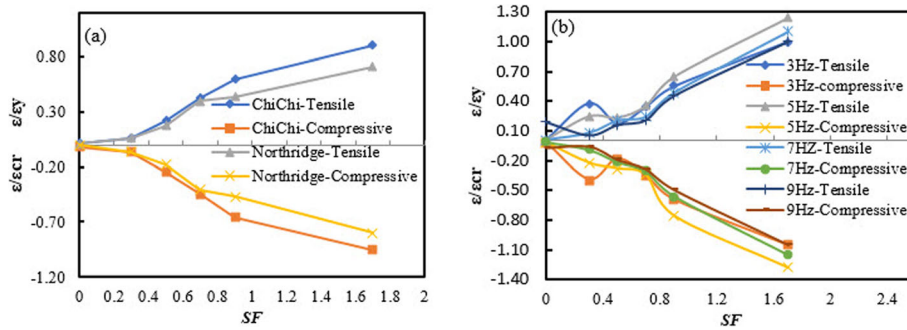 (a)
ε/εy
ε/εcr
0.80
0.30
-0.20
-0.70
-1.20
ChiChi-Tensile
ChiChi-Compressive
Northridge-Tensile
Northridge-Compressive
0 0.2 0.4 0.6 0.8 1 1.2 1.4 1.6 1.8 2
SF
(b)
ε/εy
ε/εcr
1.30
1.00
0.70
0.40
0.10
-0.20
-0.50
-0.80
-1.10
-1.40
3Hz-Tensile
3Hz-compressive
5Hz-Tensile
5Hz-Compressive
7HZ-Tensile
7Hz-Compressive
9Hz-Tensile
9Hz-Compressive
0 0.4 0.8 1.2 1.6 2 2.4
SF